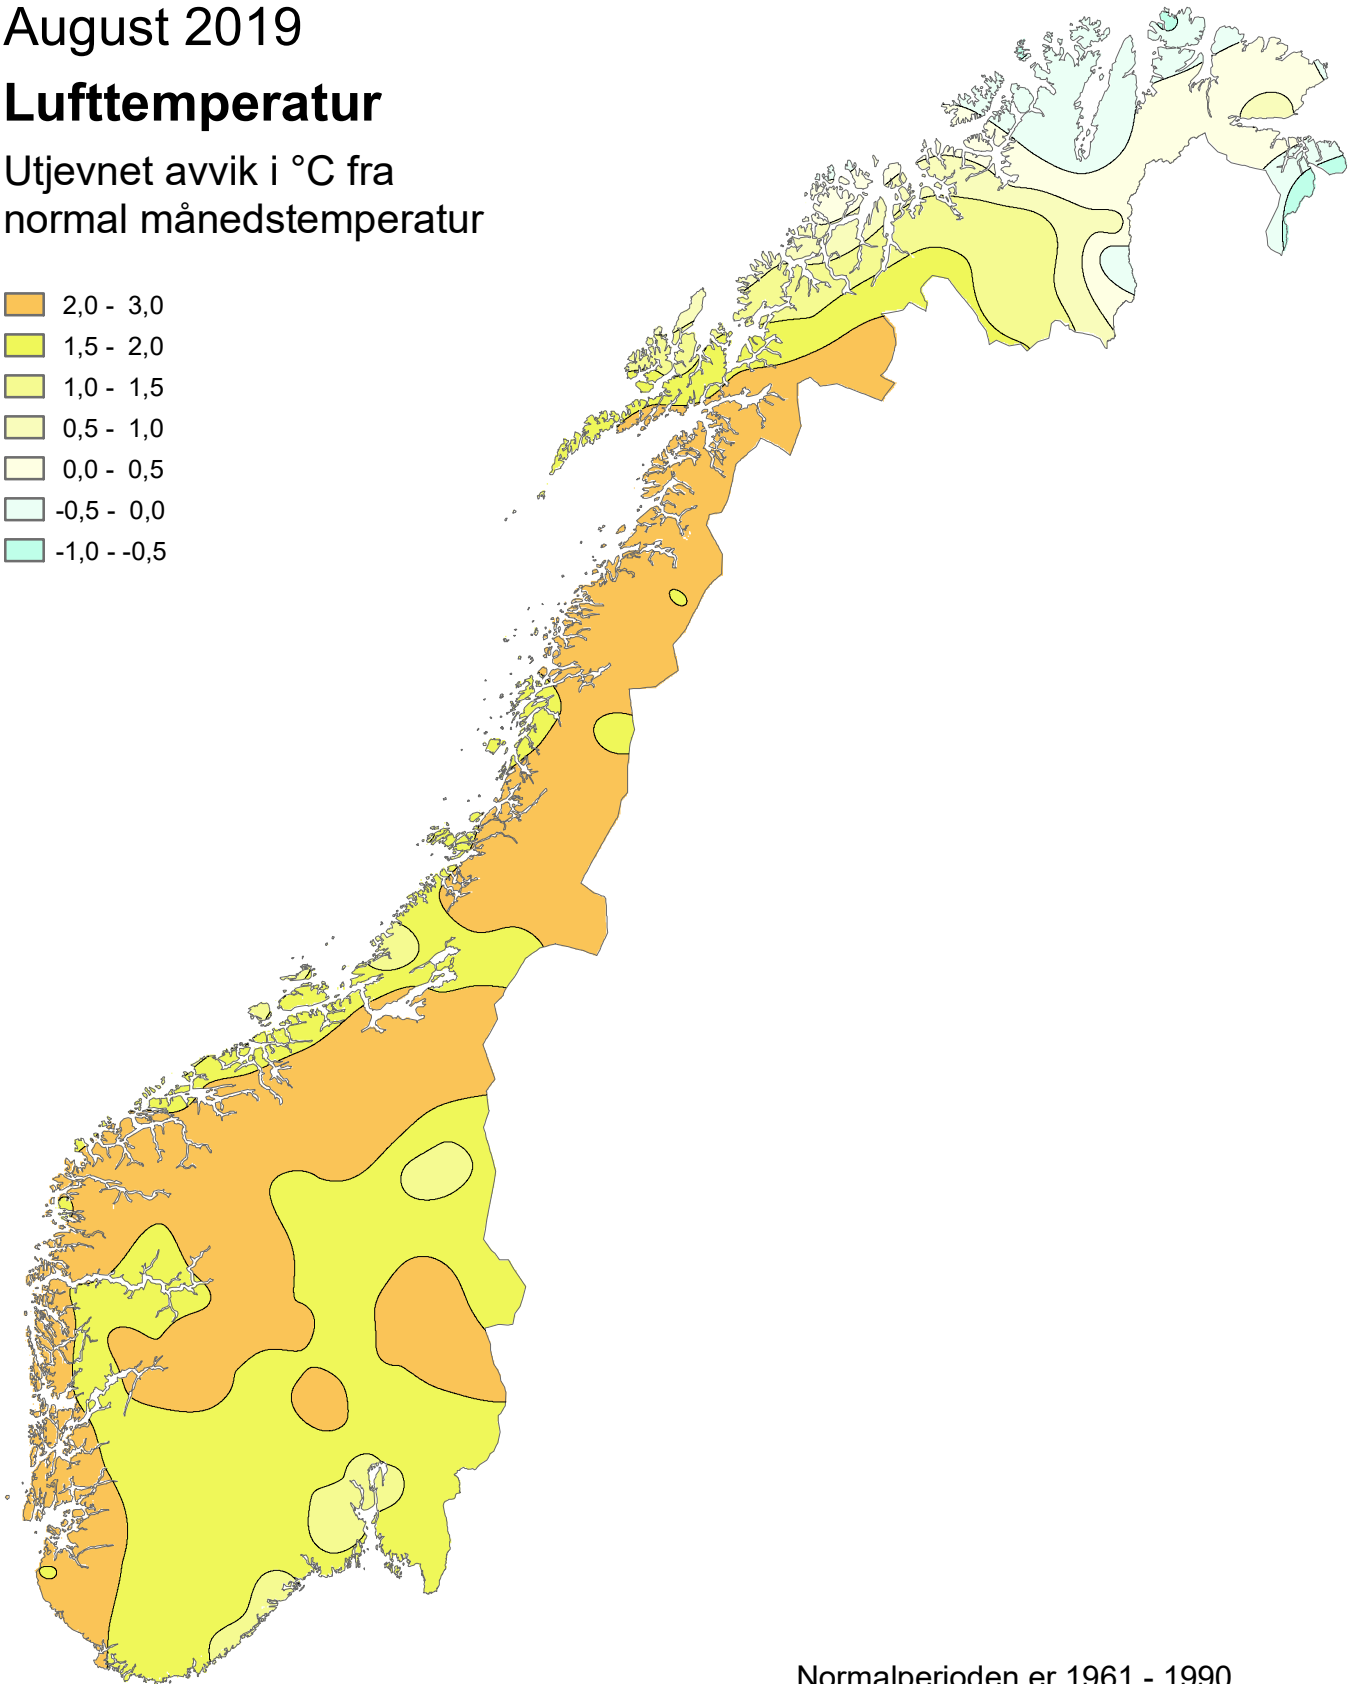 August 2019
Lufttemperatur
Utjevnet avvik i °C fra
normal månedstemperatur
2,0 - 3,0
1,5 - 2,0
1,0 - 1,5
0,5 - 1,0
0,0 - 0,5
-0,5 - 0,0
-1,0 - -0,5
Normalperioden er 1961 - 1990